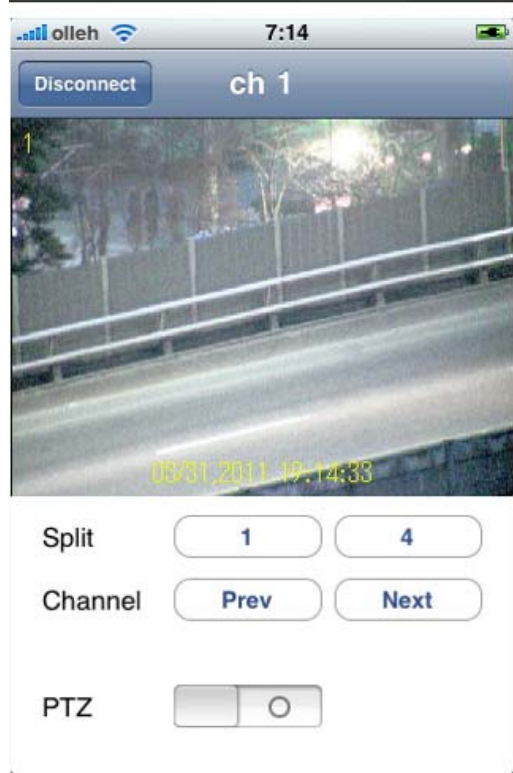 olleh 7:14
Disconnect ch 1
1
03/31,2011 19:14:33
Split 1 4
Channel Prev Next
PTZ